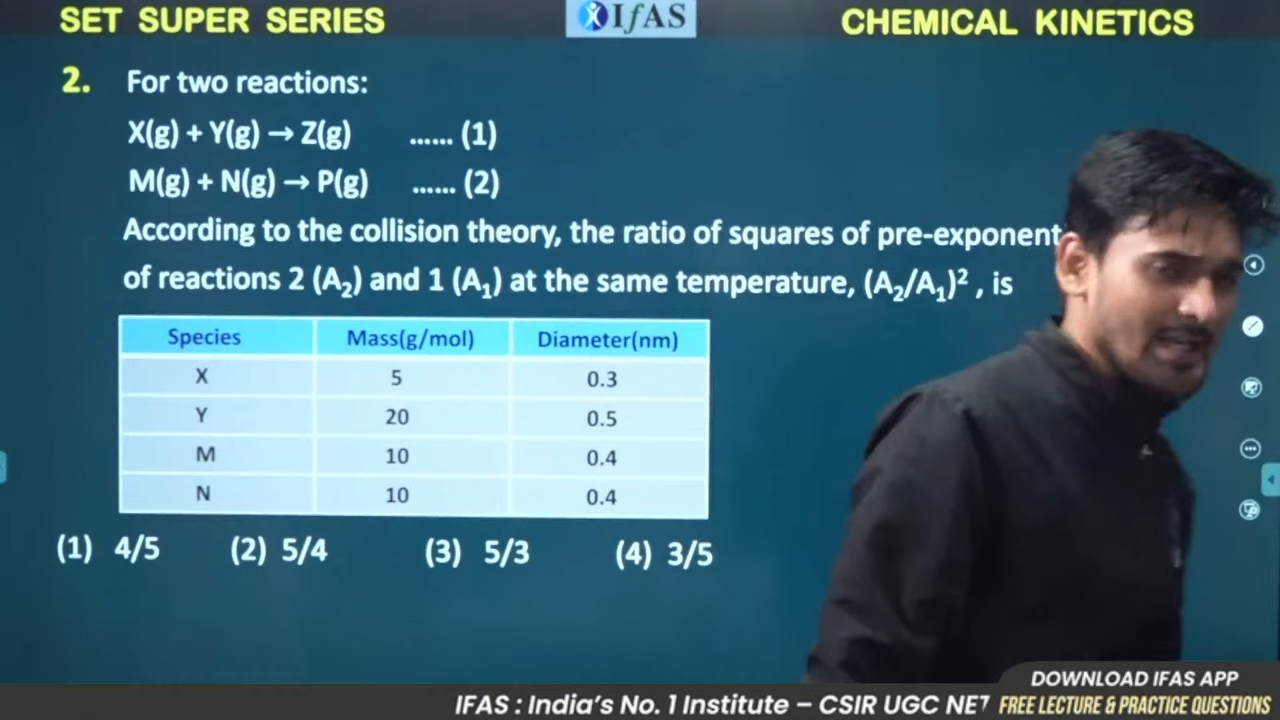 SET SUPER SERIES
IfAS
CHEMICAL KINETICS
2. For two reactions:
X(g) + Y(g) → Z(g) ...... (1)
M(g) + N(g) → P(g) ...... (2)
According to the collision theory, the ratio of squares of pre-exponent
of reactions 2 (A₂) and 1 (A₁) at the same temperature, (A₂/A₁)² , is
Species Mass(g/mol) Diameter(nm)
X 5 0.3
Y 20 0.5
M 10 0.4
N 10 0.4
(1) 4/5 (2) 5/4 (3) 5/3 (4) 3/5
DOWNLOAD IFAS APP
IFAS : India's No. 1 Institute – CSIR UGC NET FREE LECTURE & PRACTICE QUESTIONS